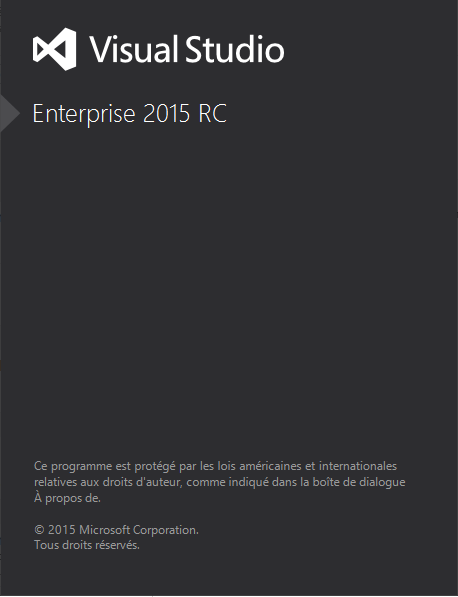 Visual Studio
Enterprise 2015 RC
Ce programme est protégé par les lois américaines et internationales
relatives aux droits d'auteur, comme indiqué dans la boîte de dialogue
À propos de.
© 2015 Microsoft Corporation.
Tous droits réservés.